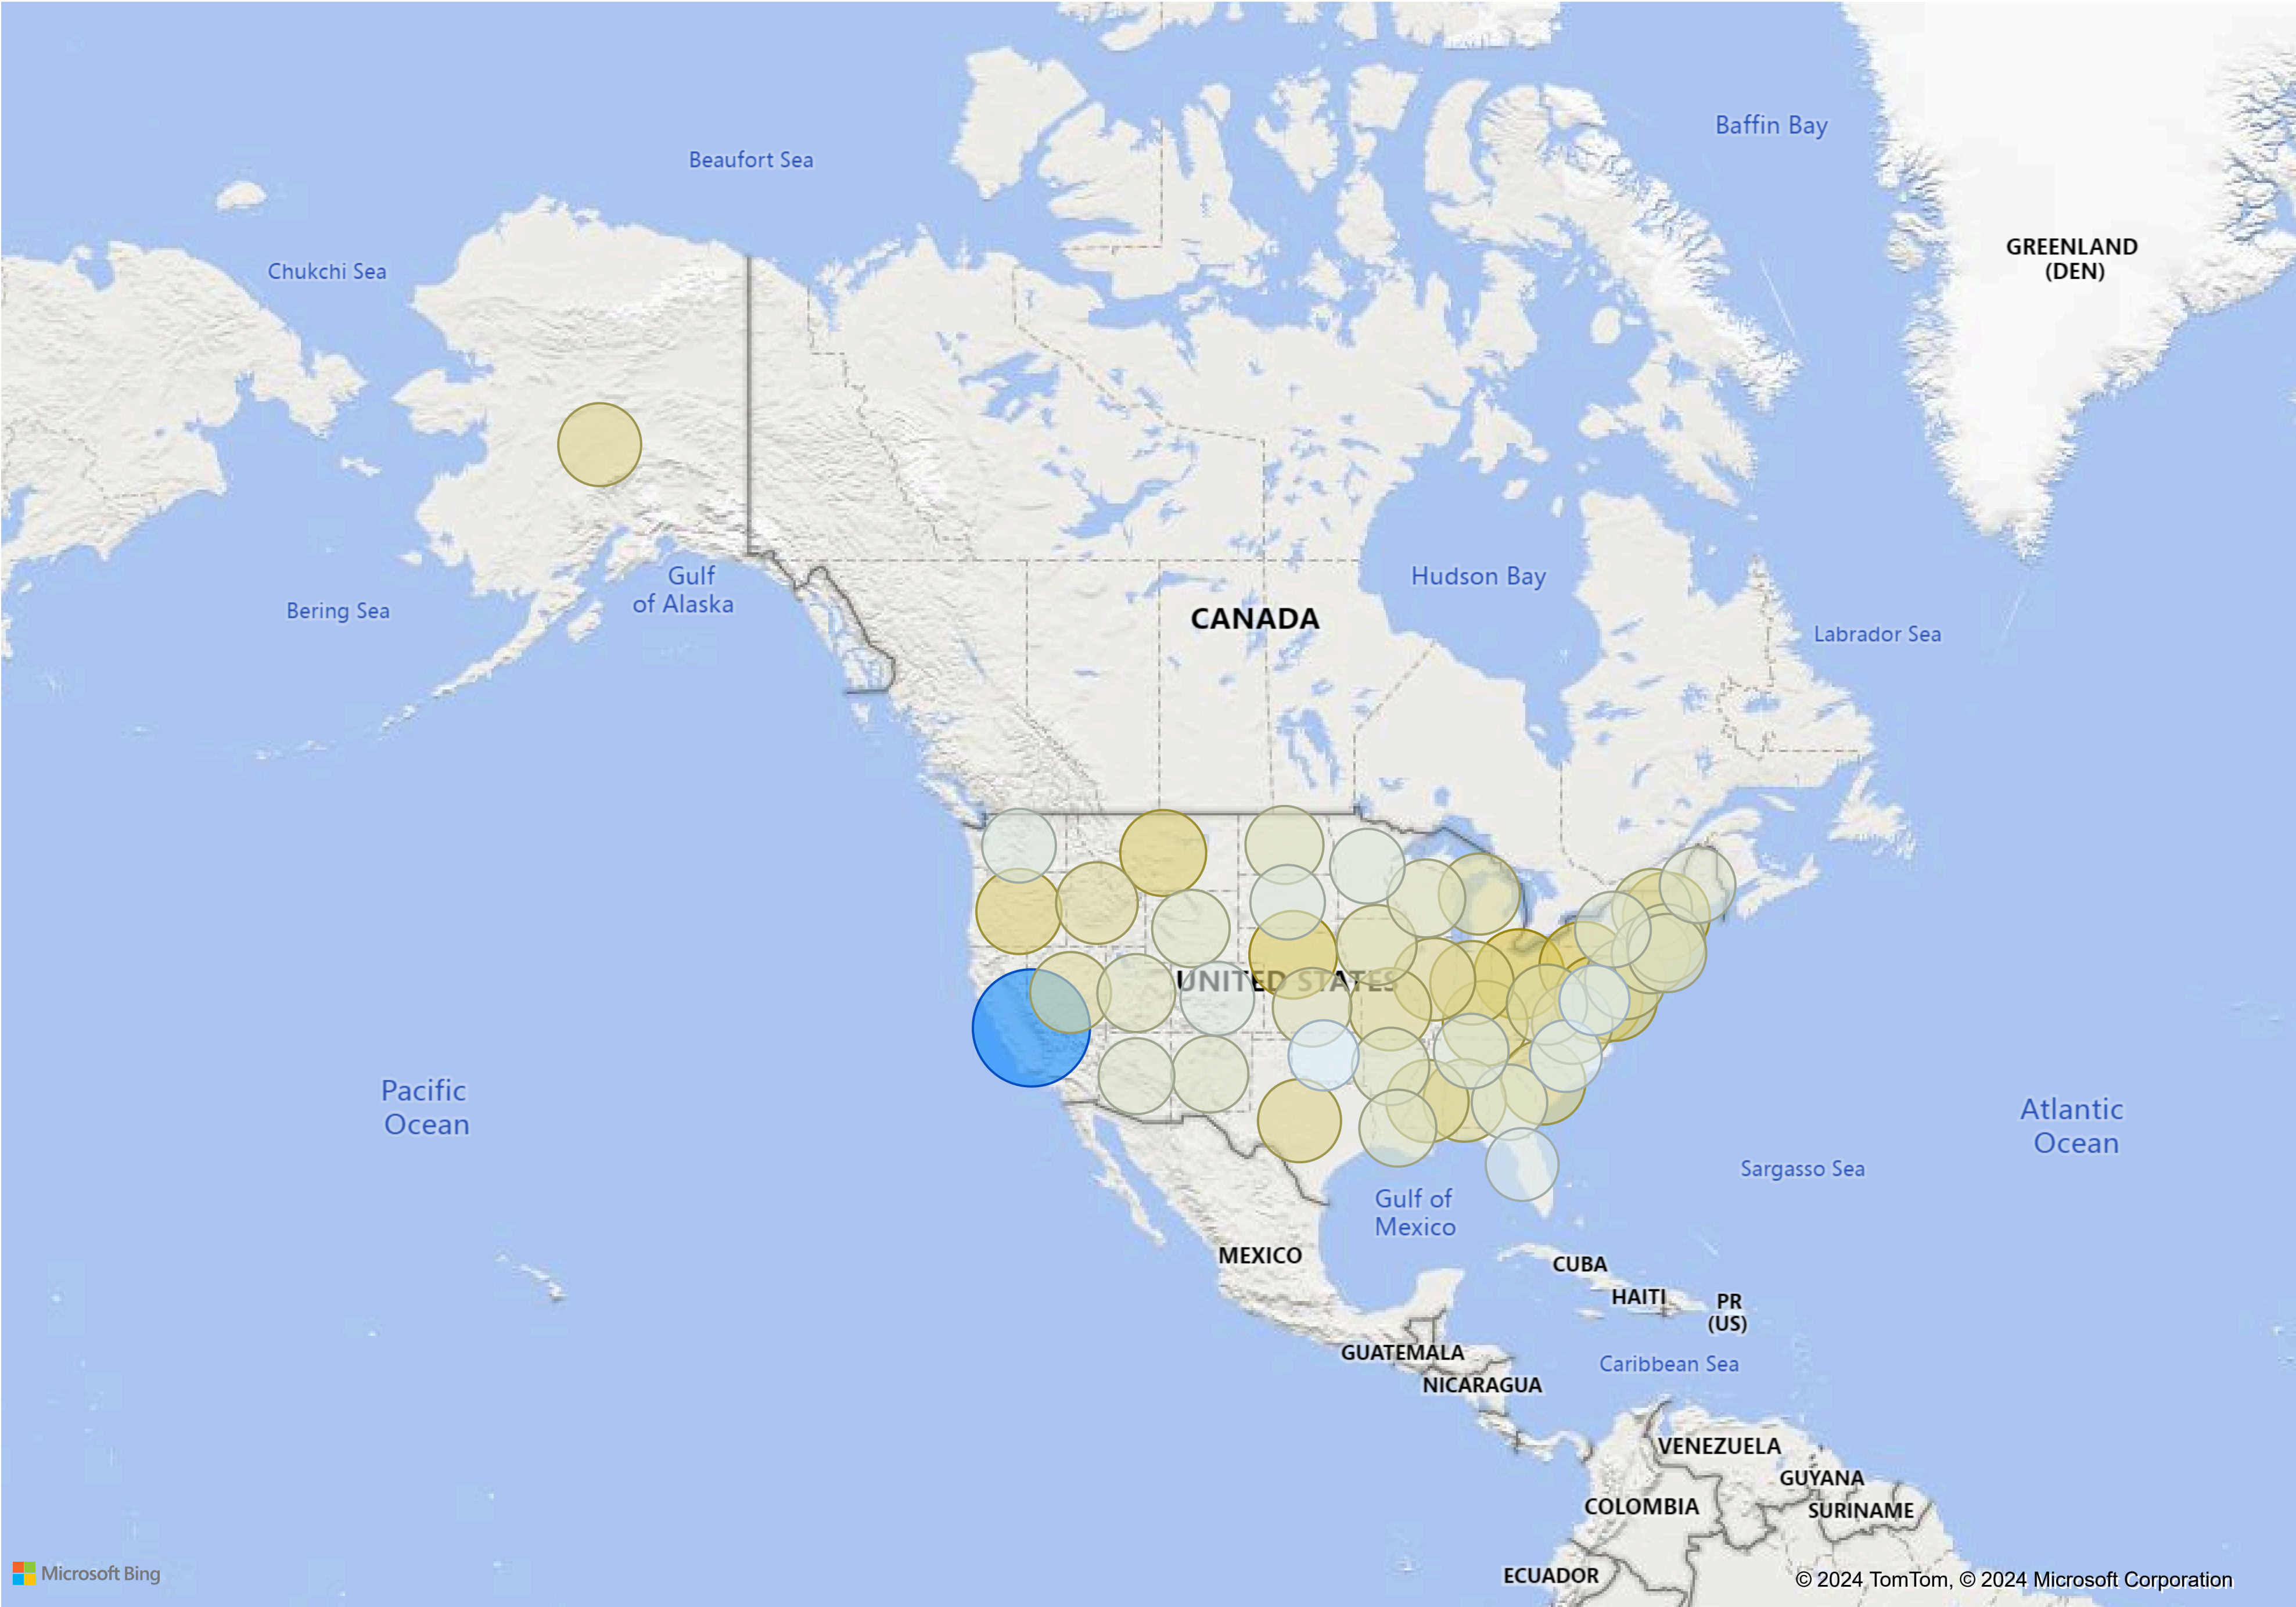 Baffin Bay
Beaufort Sea
GREENLAND
(DEN)
Chukchi Sea
Gulf
of Alaska
Hudson Bay
Bering Sea
CANADA
Labrador Sea
UNITED STATES
Pacific
Ocean
Atlantic
Ocean
Sargasso Sea
Gulf of
Mexico
MEXICO
CUBA
HAITI
PR
(US)
GUATEMALA
Caribbean Sea
NICARAGUA
VENEZUELA
GUYANA
COLOMBIA
SURINAME
ECUADOR
Microsoft Bing
© 2024 TomTom, © 2024 Microsoft Corporation